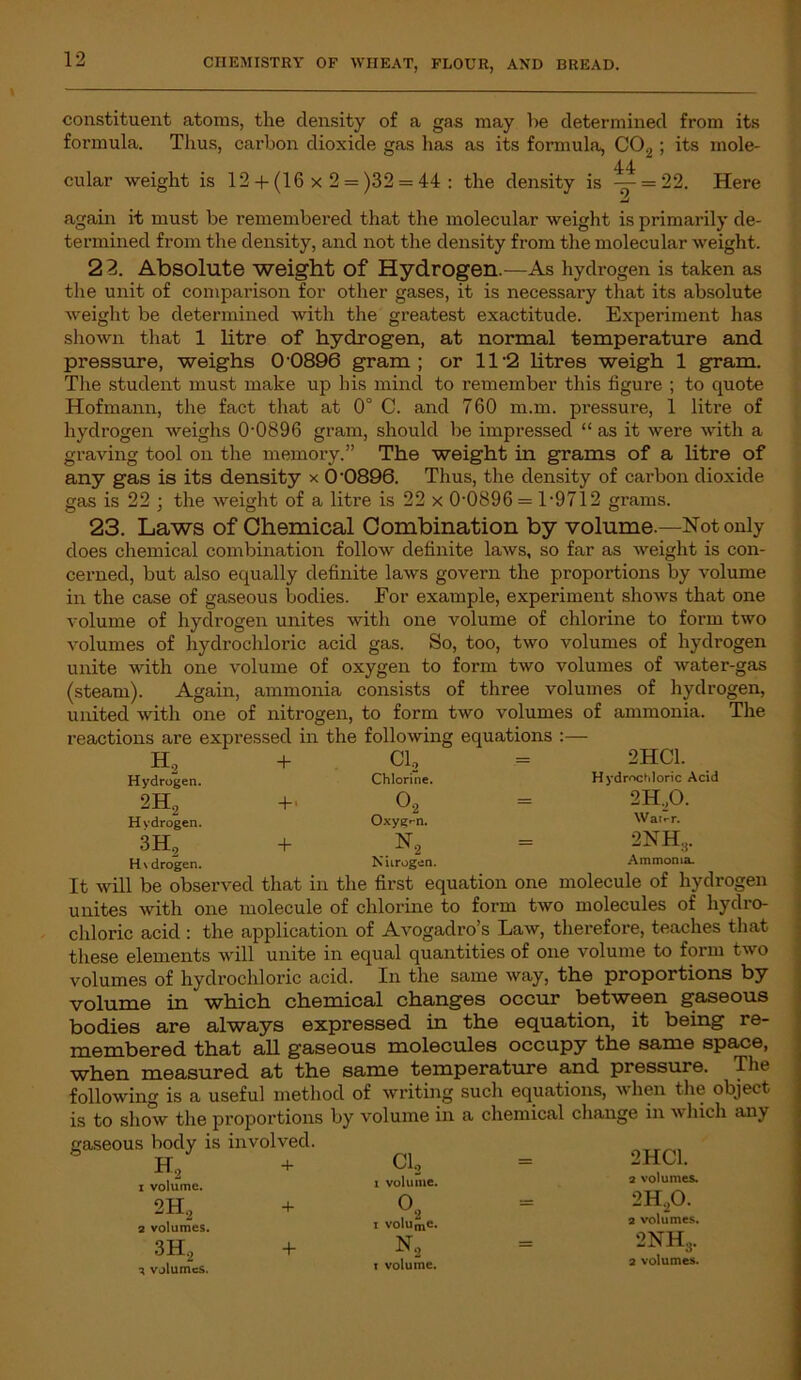 12
CHEMISTRY OF WHEAT, FLOUR, AND BREAD.
constituent atoms, the density of a gas may be determined from its
formula. Thus, carbon dioxide gas has as its formula, CO₂ ; its mole-
cular weight is 12 + (16 x 2 = )32 = 44 : the density is 44/2 = 22. Here
again it must be remembered that the molecular weight is primarily de-
termined from the density, and not the density from the molecular weight.
22. Absolute weight of Hydrogen.—As hydrogen is taken as
the unit of comparison for other gases, it is necessary that its absolute
weight be determined with the greatest exactitude. Experiment has
shown that 1 litre of hydrogen, at normal temperature and
pressure, weighs 0·0896 gram ; or 11·2 litres weigh 1 gram.
The student must make up his mind to remember this figure ; to quote
Hofmann, the fact that at 0° C. and 760 m.m. pressure, 1 litre of
hydrogen weighs 0·0896 gram, should be impressed “ as it were with a
graving tool on the memory.” The weight in grams of a litre of
any gas is its density x 0·0896. Thus, the density of carbon dioxide
gas is 22 ; the weight of a litre is 22 x 0·0896 = 1·9712 grams.
23. Laws of Chemical Combination by volume.—Not only
does chemical combination follow definite laws, so far as weight is con-
cerned, but also equally definite laws govern the proportions by volume
in the case of gaseous bodies. For example, experiment shows that one
volume of hydrogen unites with one volume of chlorine to form two
volumes of hydrochloric acid gas. So, too, two volumes of hydrogen
unite with one volume of oxygen to form two volumes of water-gas
(steam). Again, ammonia consists of three volumes of hydrogen,
united with one of nitrogen, to form two volumes of ammonia. The
reactions are expressed in the following equations :—
H₂ + Cl₂ = 2HCl.
Hydrogen. Chlorine. Hydrochloric Acid
2H₂ + O₂ = 2H₂O.
Hydrogen. Oxygen. Water.
3H₂ + N₂ = 2NH₃.
Hydrogen. Nitrogen. Ammonia.
It will be observed that in the first equation one molecule of hydrogen
unites with one molecule of chlorine to form two molecules of hydro-
chloric acid : the application of Avogadro’s Law, therefore, teaches that
these elements will unite in equal quantities of one volume to form two
volumes of hydrochloric acid. In the same way, the proportions by
volume in which chemical changes occur between gaseous
bodies are always expressed in the equation, it being re-
membered that all gaseous molecules occupy the same space,
when measured at the same temperature and pressure. The
following is a useful method of writing such equations, when the object
is to show the proportions by volume in a chemical change in which any
gaseous body is involved.
H₂ + Cl₂ = 2HCl.
1 volume. 1 volume. 2 volumes.
2H₂ + O₂ = 2H₂O.
2 volumes. 1 volume. 2 volumes.
3H₂ + N₂ = 2NH₃.
3 volumes. 1 volume. 2 volumes.